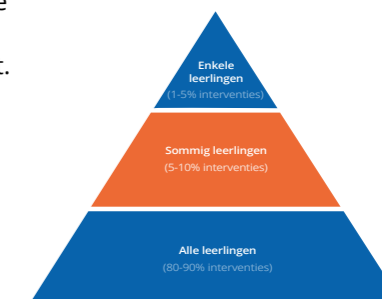 e
t.
Enkele
leerlingen
(1-5% interventies)
Sommig leerlingen
(5-10% interventies)
Alle leerlingen
(80-90% interventies)